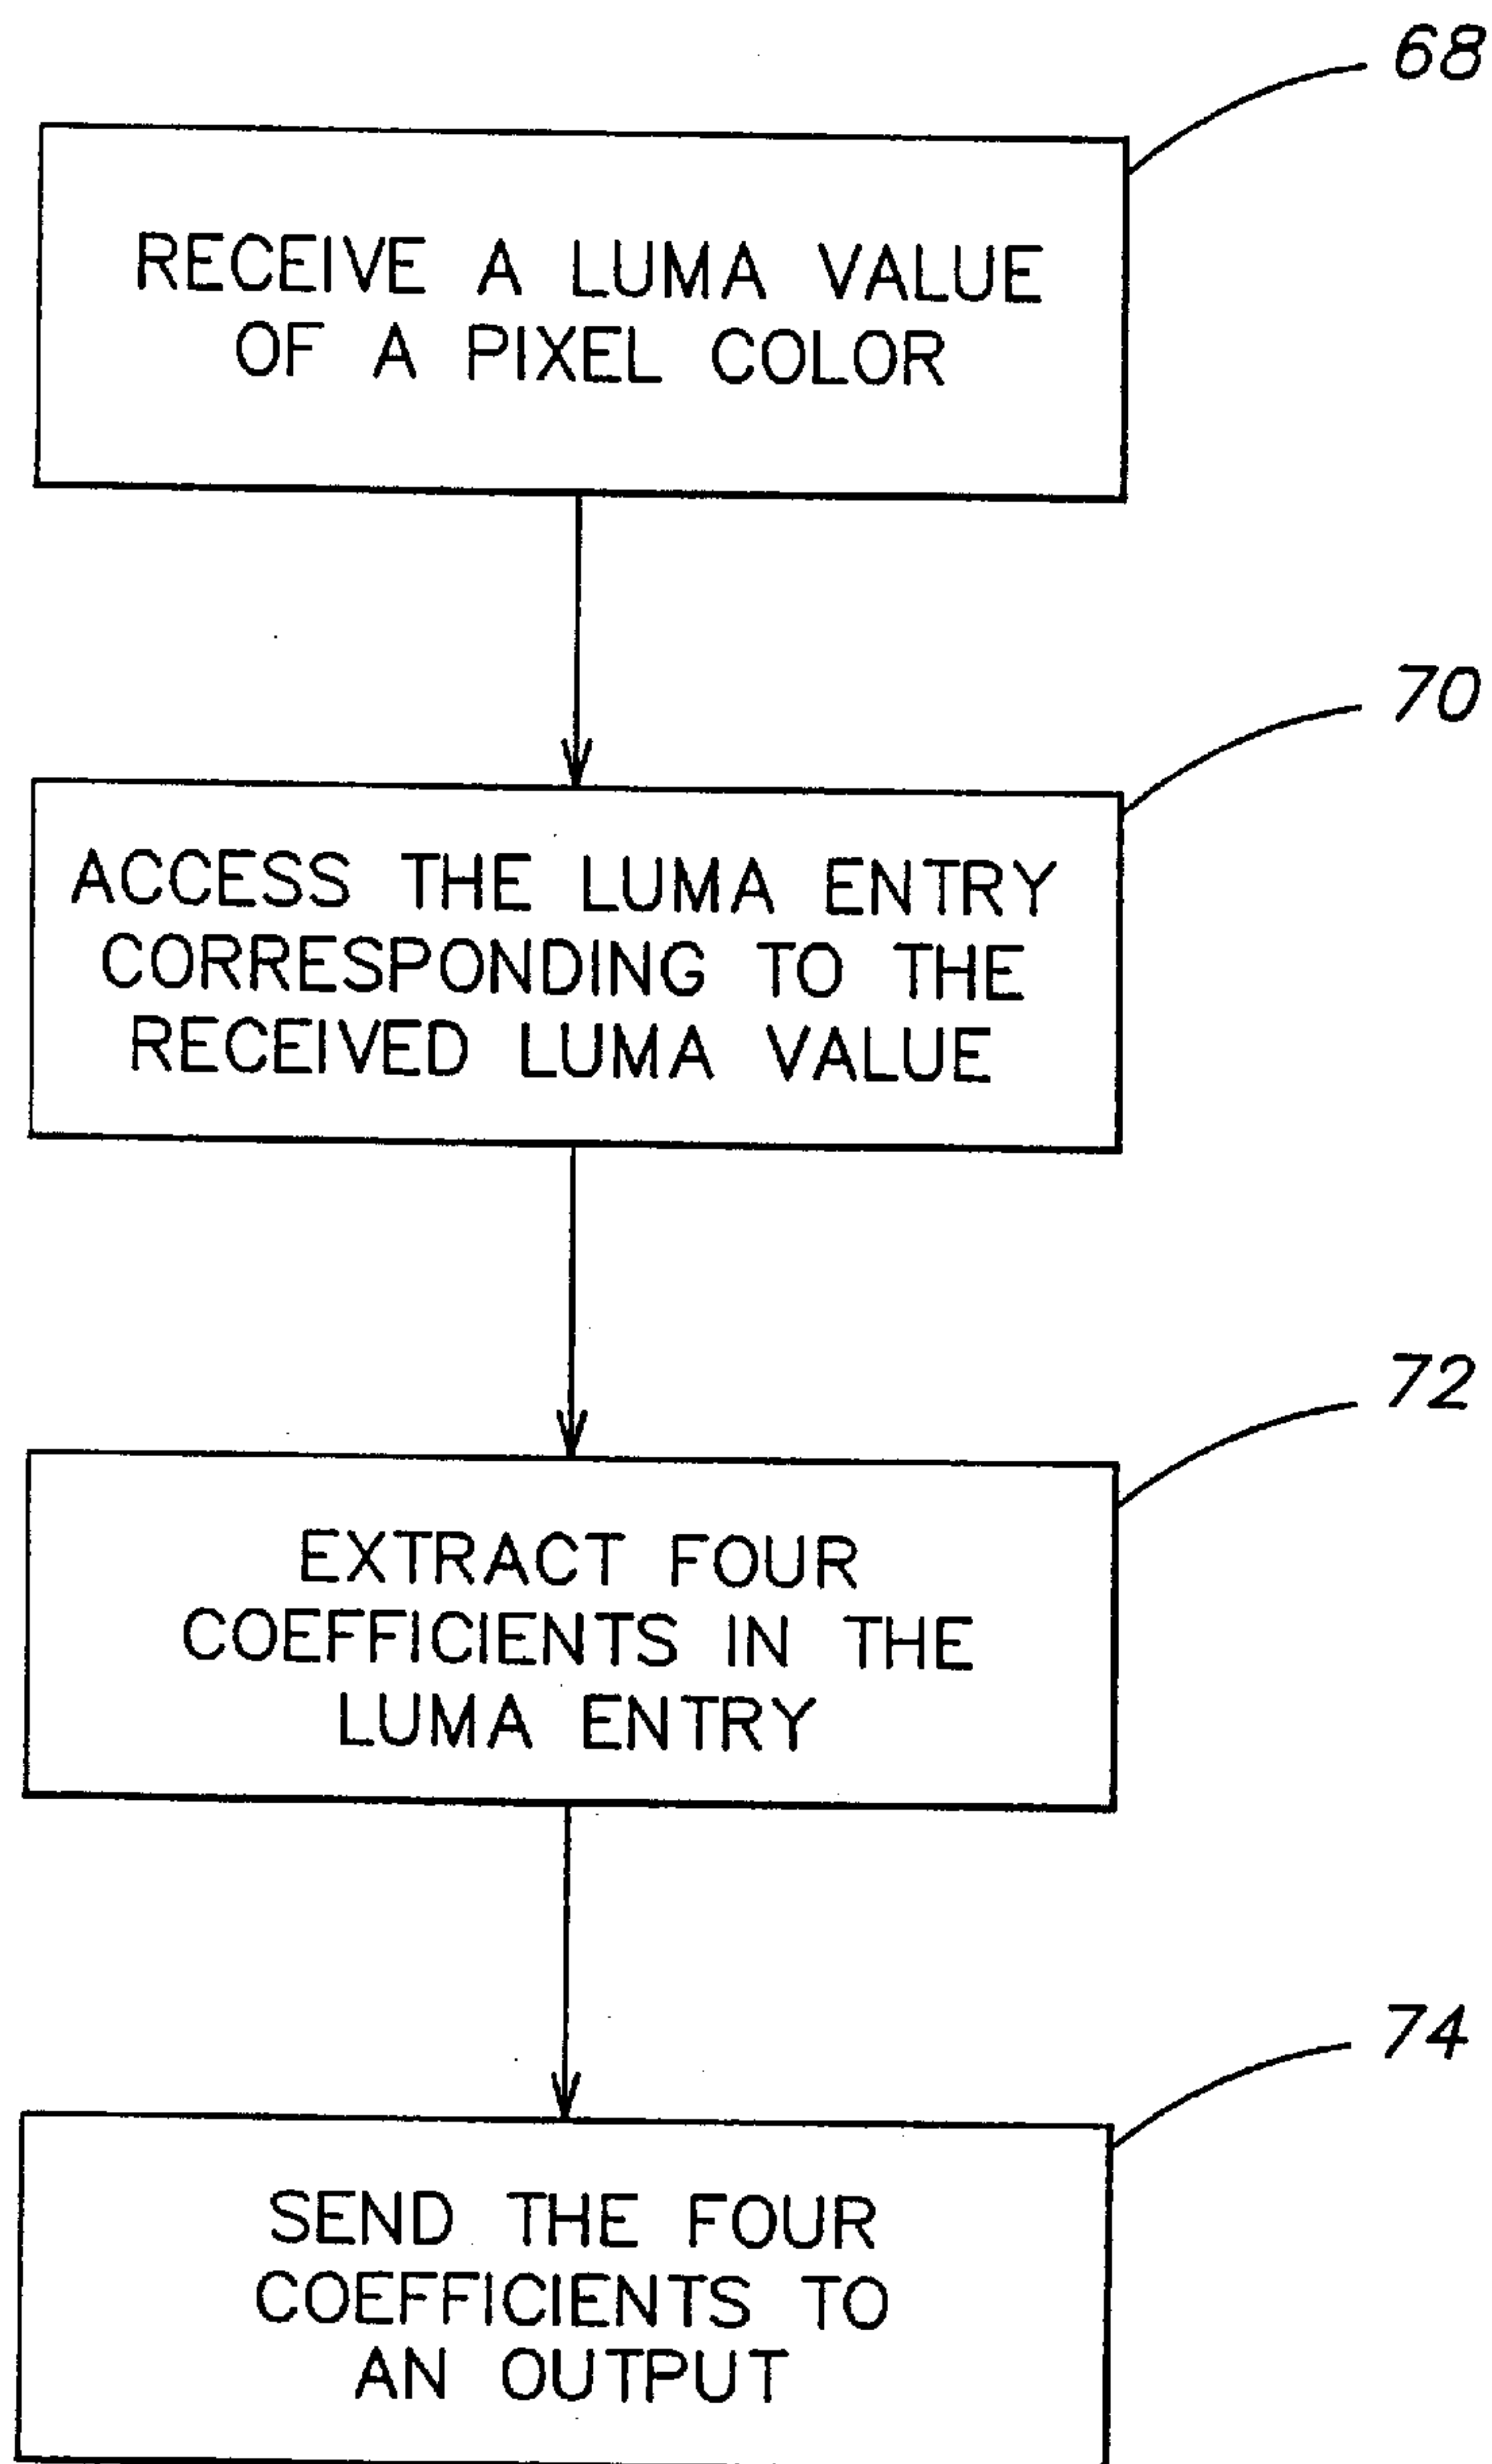 68
RECEIVE A LUMA VALUE
OF A PIXEL COLOR
70
ACCESS THE LUMA ENTRY
CORRESPONDING TO THE
RECEIVED LUMA VALUE
72
EXTRACT FOUR
COEFFICIENTS IN THE
LUMA ENTRY
74
SEND THE FOUR
COEFFICIENTS TO
AN OUTPUT